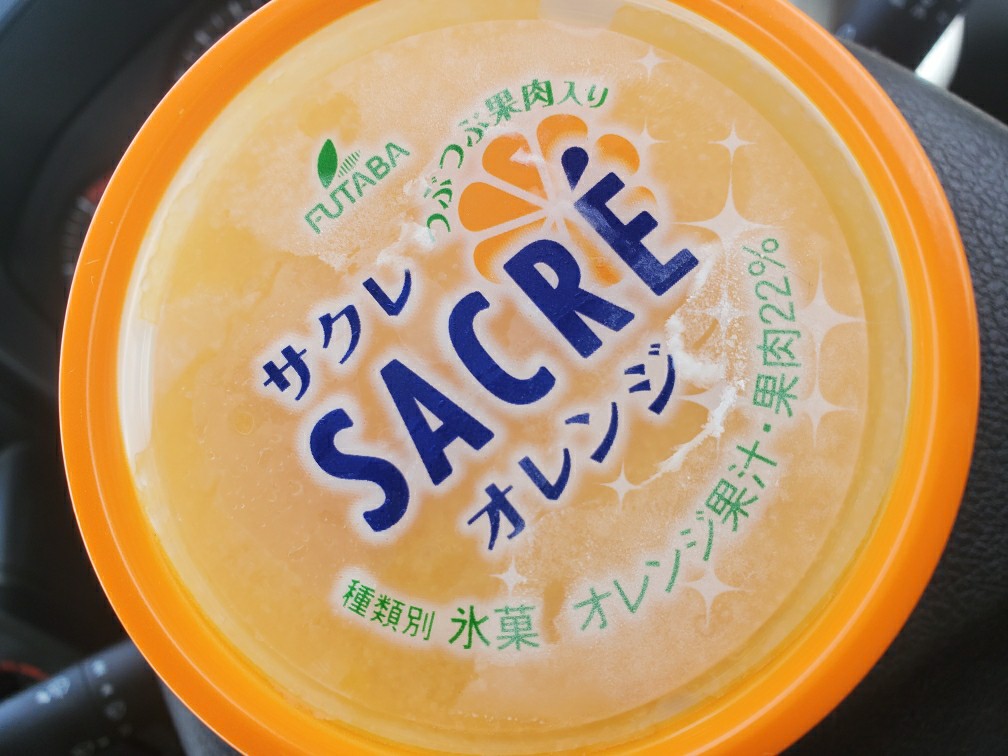 FUTABA
つぶつぶ果肉入り
サクレ
SACRÉ
オレンジ
オレンジ果汁・果肉22%
種類別 氷菓